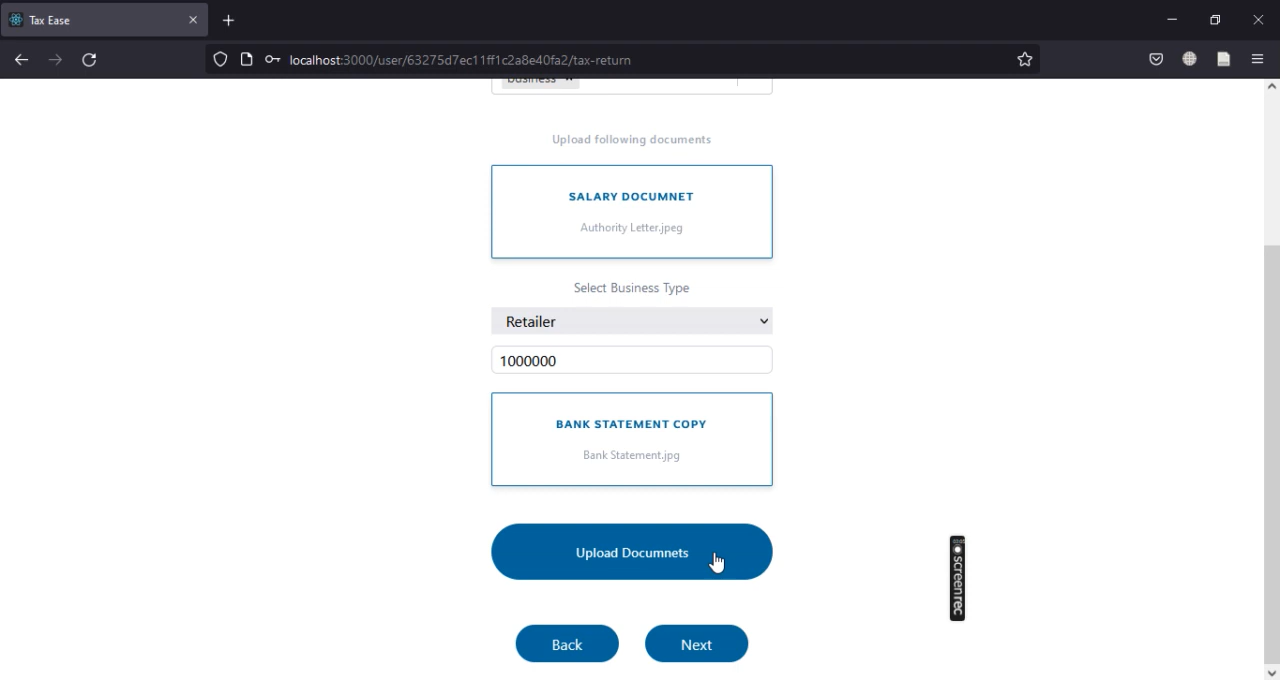 Tax Ease
localhost:3000/user/63275d7ec11ff1c2a8e40fa2/tax-return
business
Upload following documents
SALARY DOCUMNET
Authority Letter.jpeg
Select Business Type
Retailer
1000000
BANK STATEMENT COPY
Bank Statement.jpg
Upload Documnets
screenrec
Back
Next